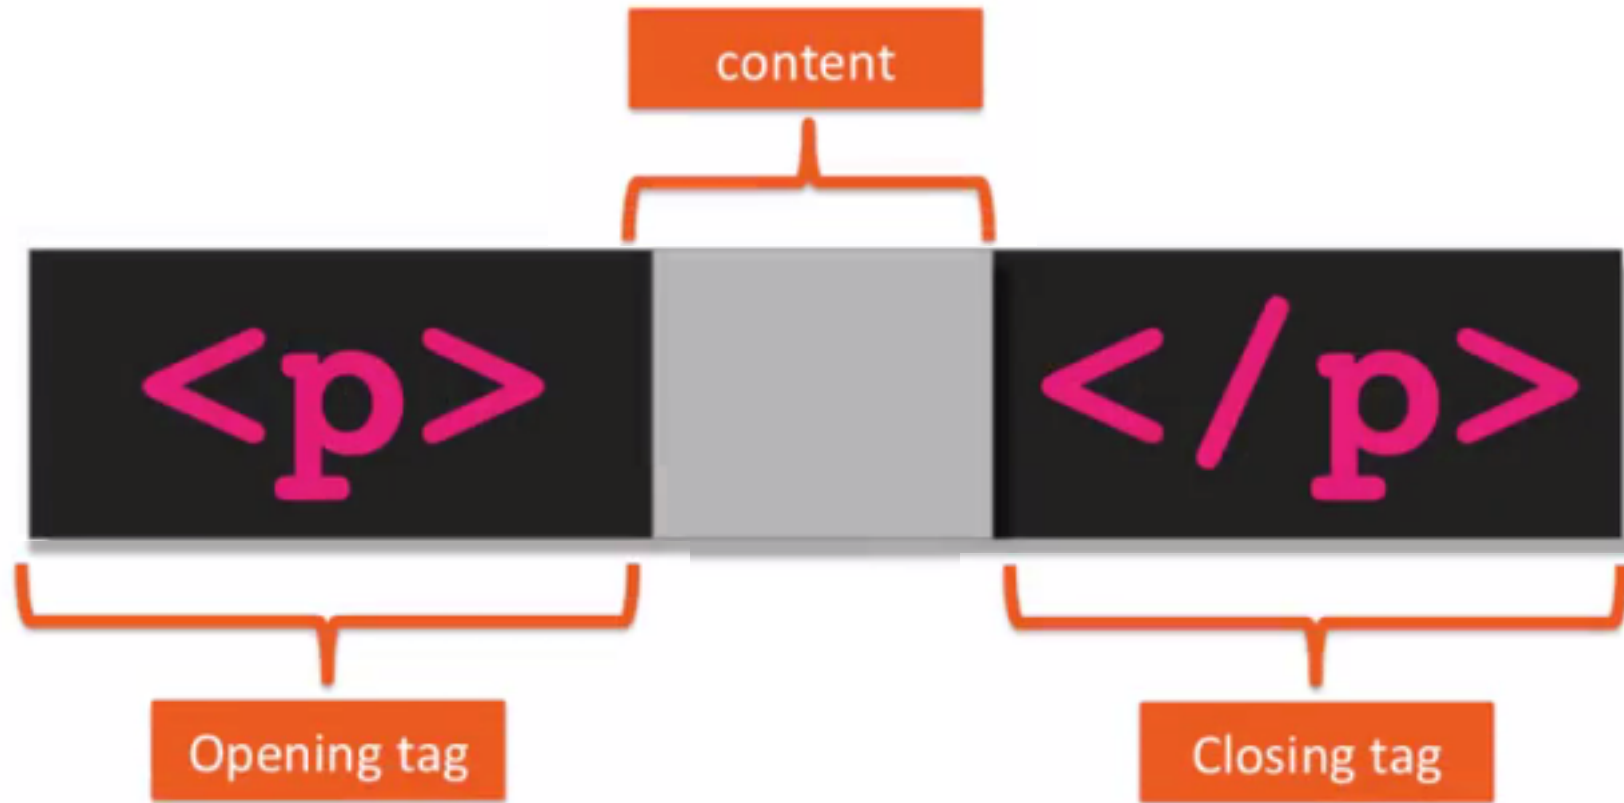 content
<p> </p>
Opening tag
Closing tag